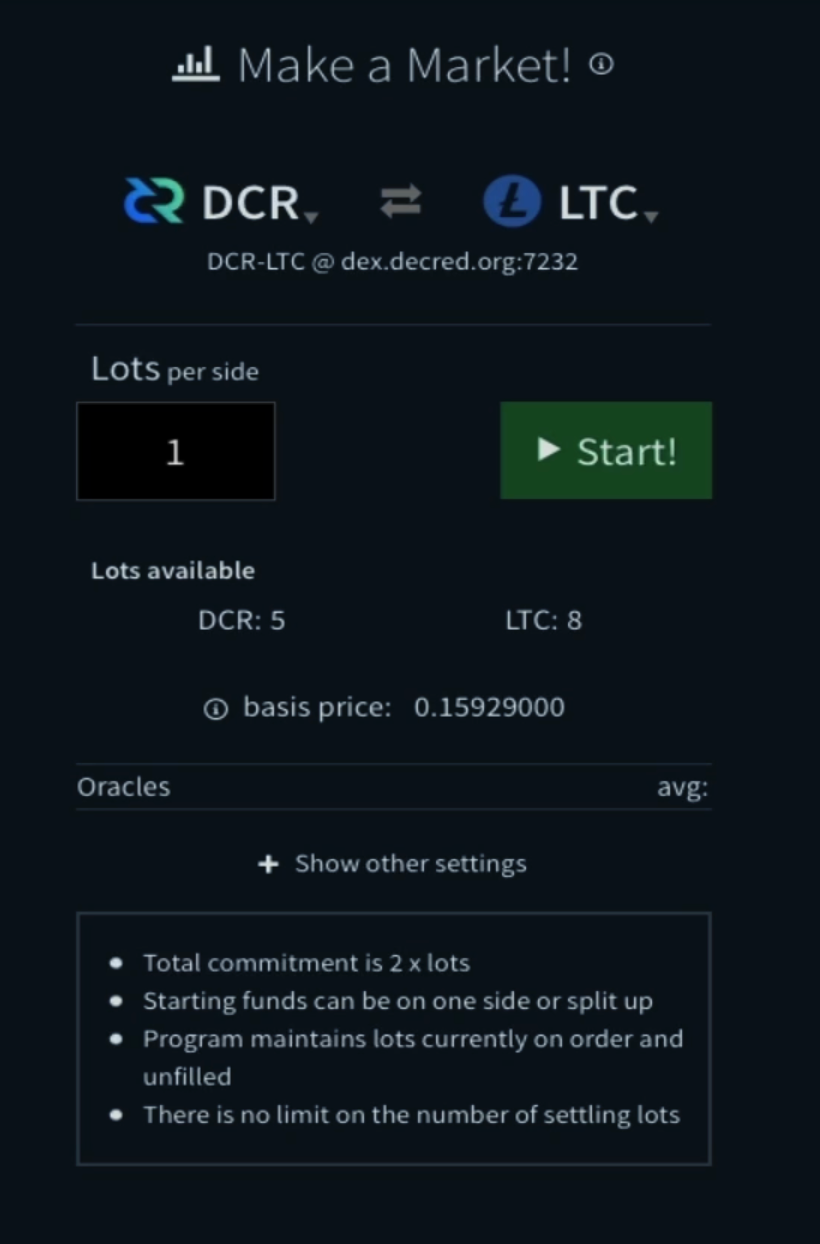 Make a Market!
DCR LTC
DCR-LTC @ dex.decred.org:7232
Lots per side
1 Start!
Lots available
DCR: 5 LTC: 8
basis price: 0.15929000
Oracles avg:
+ Show other settings
• Total commitment is 2 x lots
• Starting funds can be on one side or split up
• Program maintains lots currently on order and
unfilled
• There is no limit on the number of settling lots